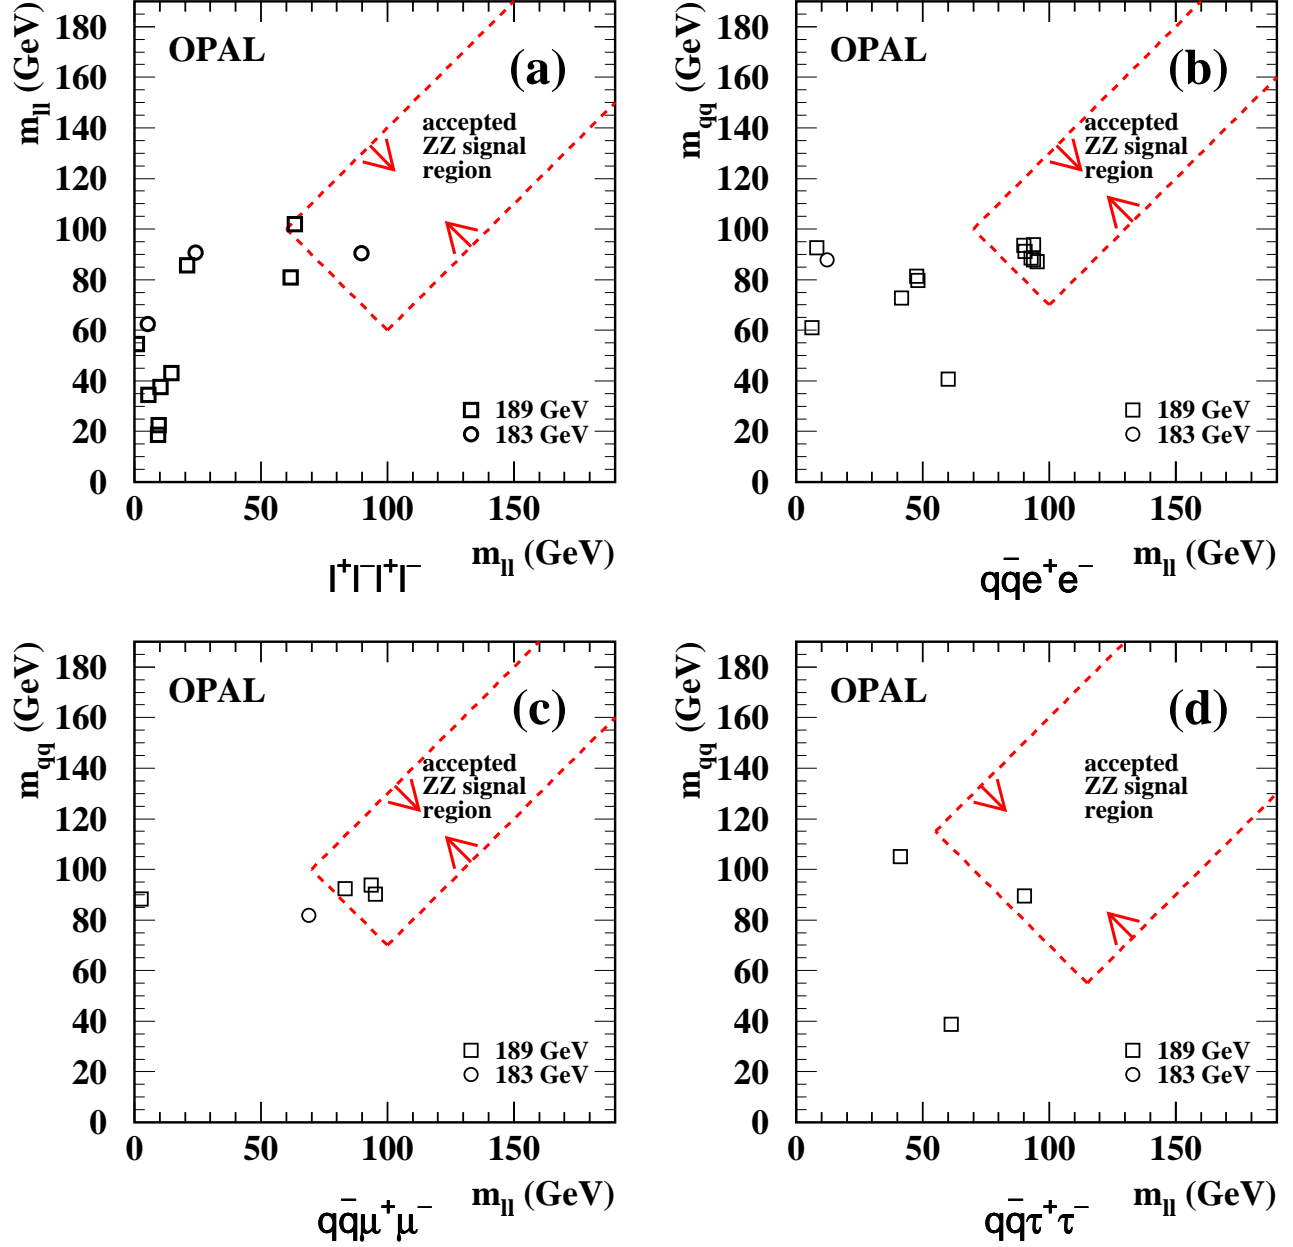 OPAL
(a)
accepted
ZZ signal
region
189 GeV
183 GeV
m_ll (GeV)
180
160
140
120
100
80
60
40
20
0
0 50 100 150
m_ll (GeV)
l⁺l⁻l⁺l⁻
OPAL
(b)
accepted
ZZ signal
region
189 GeV
183 GeV
m_qq (GeV)
180
160
140
120
100
80
60
40
20
0
0 50 100 150
m_ll (GeV)
qq̄e⁺e⁻
OPAL
(c)
accepted
ZZ signal
region
189 GeV
183 GeV
m_qq (GeV)
180
160
140
120
100
80
60
40
20
0
0 50 100 150
m_ll (GeV)
qq̄μ⁺μ⁻
OPAL
(d)
accepted
ZZ signal
region
189 GeV
183 GeV
m_qq (GeV)
180
160
140
120
100
80
60
40
20
0
0 50 100 150
m_ll (GeV)
qq̄τ⁺τ⁻